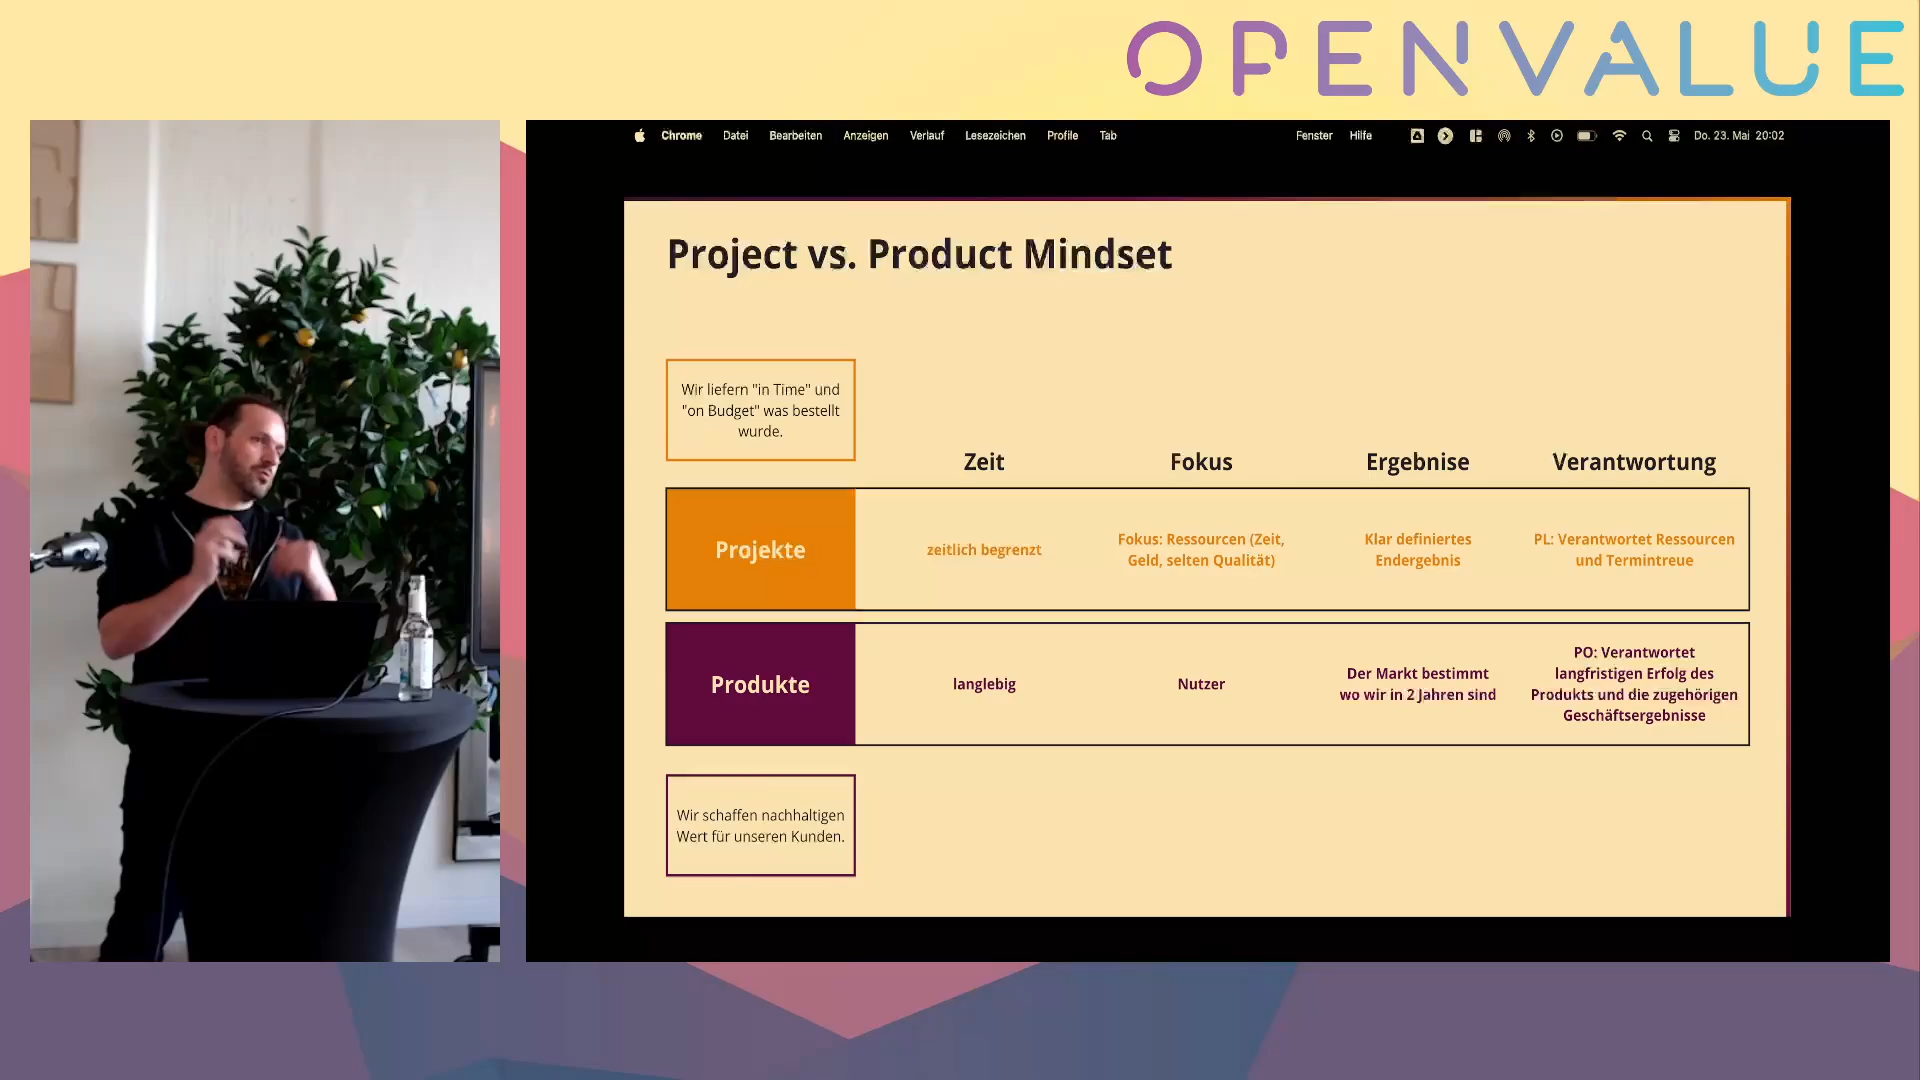 OPENVALUE
Chrome Datei Bearbeiten Anzeigen Verlauf Lesezeichen Profile Tab Fenster Hilfe Do. 23. Mai 20:02
Project vs. Product Mindset
Wir liefern "in Time" und
"on Budget" was bestellt
wurde.
Zeit Fokus Ergebnise Verantwortung
Projekte
zeitlich begrenzt
Fokus: Ressourcen (Zeit,
Geld, selten Qualität)
Klar definiertes
Endergebnis
PL: Verantwortet Ressourcen
und Termintreue
Produkte
langlebig
Nutzer
Der Markt bestimmt
wo wir in 2 Jahren sind
PO: Verantwortet
langfristigen Erfolg des
Produkts und die zugehörigen
Geschäftsergebnisse
Wir schaffen nachhaltigen
Wert für unseren Kunden.